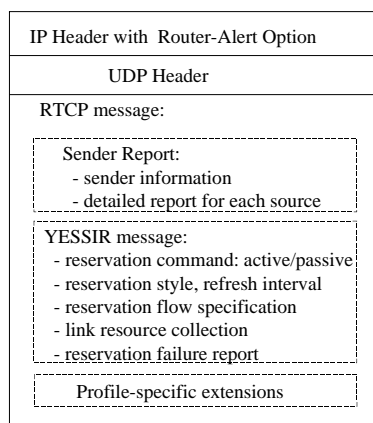 IP Header with Router-Alert Option
UDP Header
RTCP message:
Sender Report:
- sender information
- detailed report for each source
YESSIR message:
- reservation command: active/passive
- reservation style, refresh interval
- reservation flow specification
- link resource collection
- reservation failure report
Profile-specific extensions